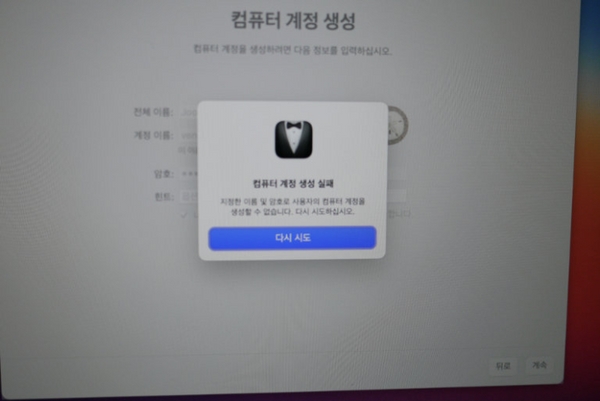 컴퓨터 계정 생성
컴퓨터 계정을 생성하려면 다음 정보를 입력하십시오.
전체 이름:
계정 이름:
암호:
힌트:
컴퓨터 계정 생성 실패
지정한 이름 및 암호로 사용자의 컴퓨터 계정을
생성할 수 없습니다. 다시 시도하십시오.
다시 시도
뒤로
계속